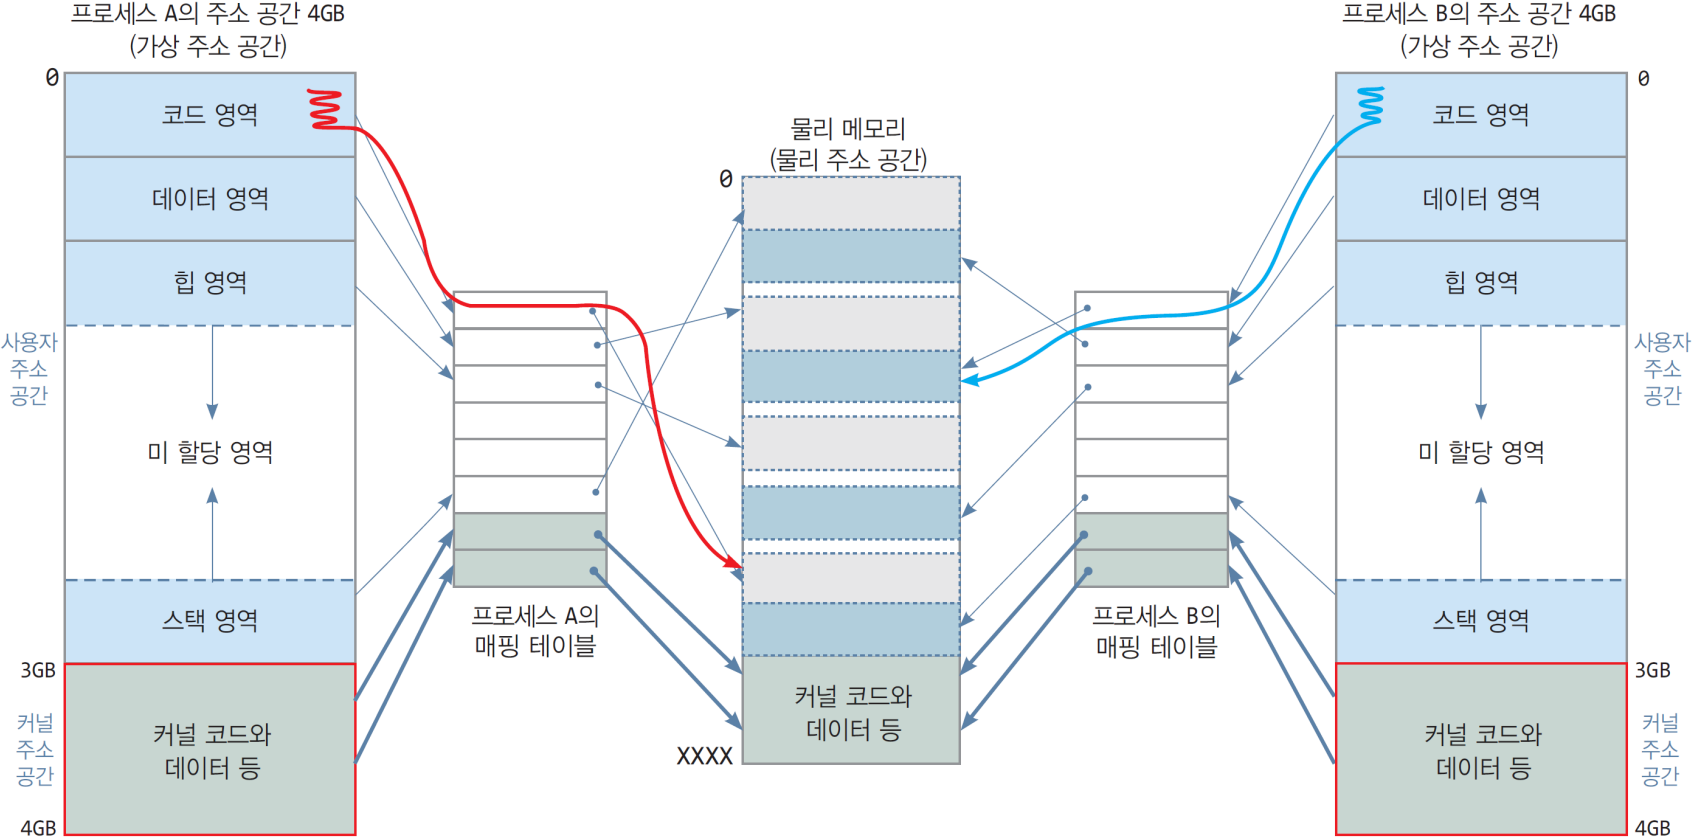 프로세스 A의 주소 공간 4GB
(가상 주소 공간)
0
코드 영역
데이터 영역
힙 영역
사용자
주소
공간
미 할당 영역
스택 영역
3GB
커널
주소
공간
커널 코드와
데이터 등
4GB
프로세스 A의
매핑 테이블
물리 메모리
(물리 주소 공간)
0
커널 코드와
데이터 등
XXXX
프로세스 B의
매핑 테이블
프로세스 B의 주소 공간 4GB
(가상 주소 공간)
0
코드 영역
데이터 영역
힙 영역
사용자
주소
공간
미 할당 영역
스택 영역
3GB
커널
주소
공간
커널 코드와
데이터 등
4GB